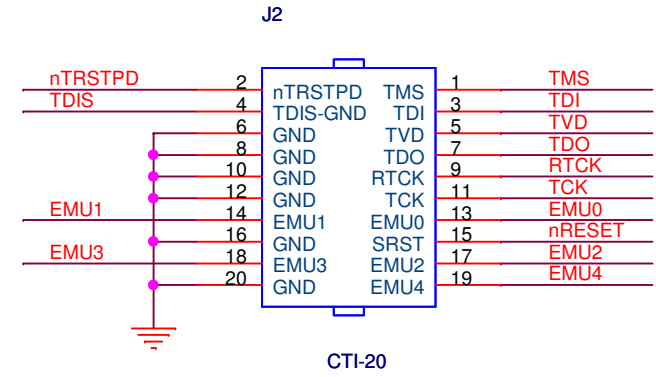 J2
nTRSTPD 2 nTRSTPD TMS 1 TMS
TDIS 4 TDIS-GND TDI 3 TDI
6 GND TVD 5 TVD
8 GND TDO 7 TDO
10 GND RTCK 9 RTCK
12 GND TCK 11 TCK
EMU1 14 EMU1 EMU0 13 EMU0
16 GND SRST 15 nRESET
EMU3 18 EMU3 EMU2 17 EMU2
20 GND EMU4 19 EMU4
CTI-20